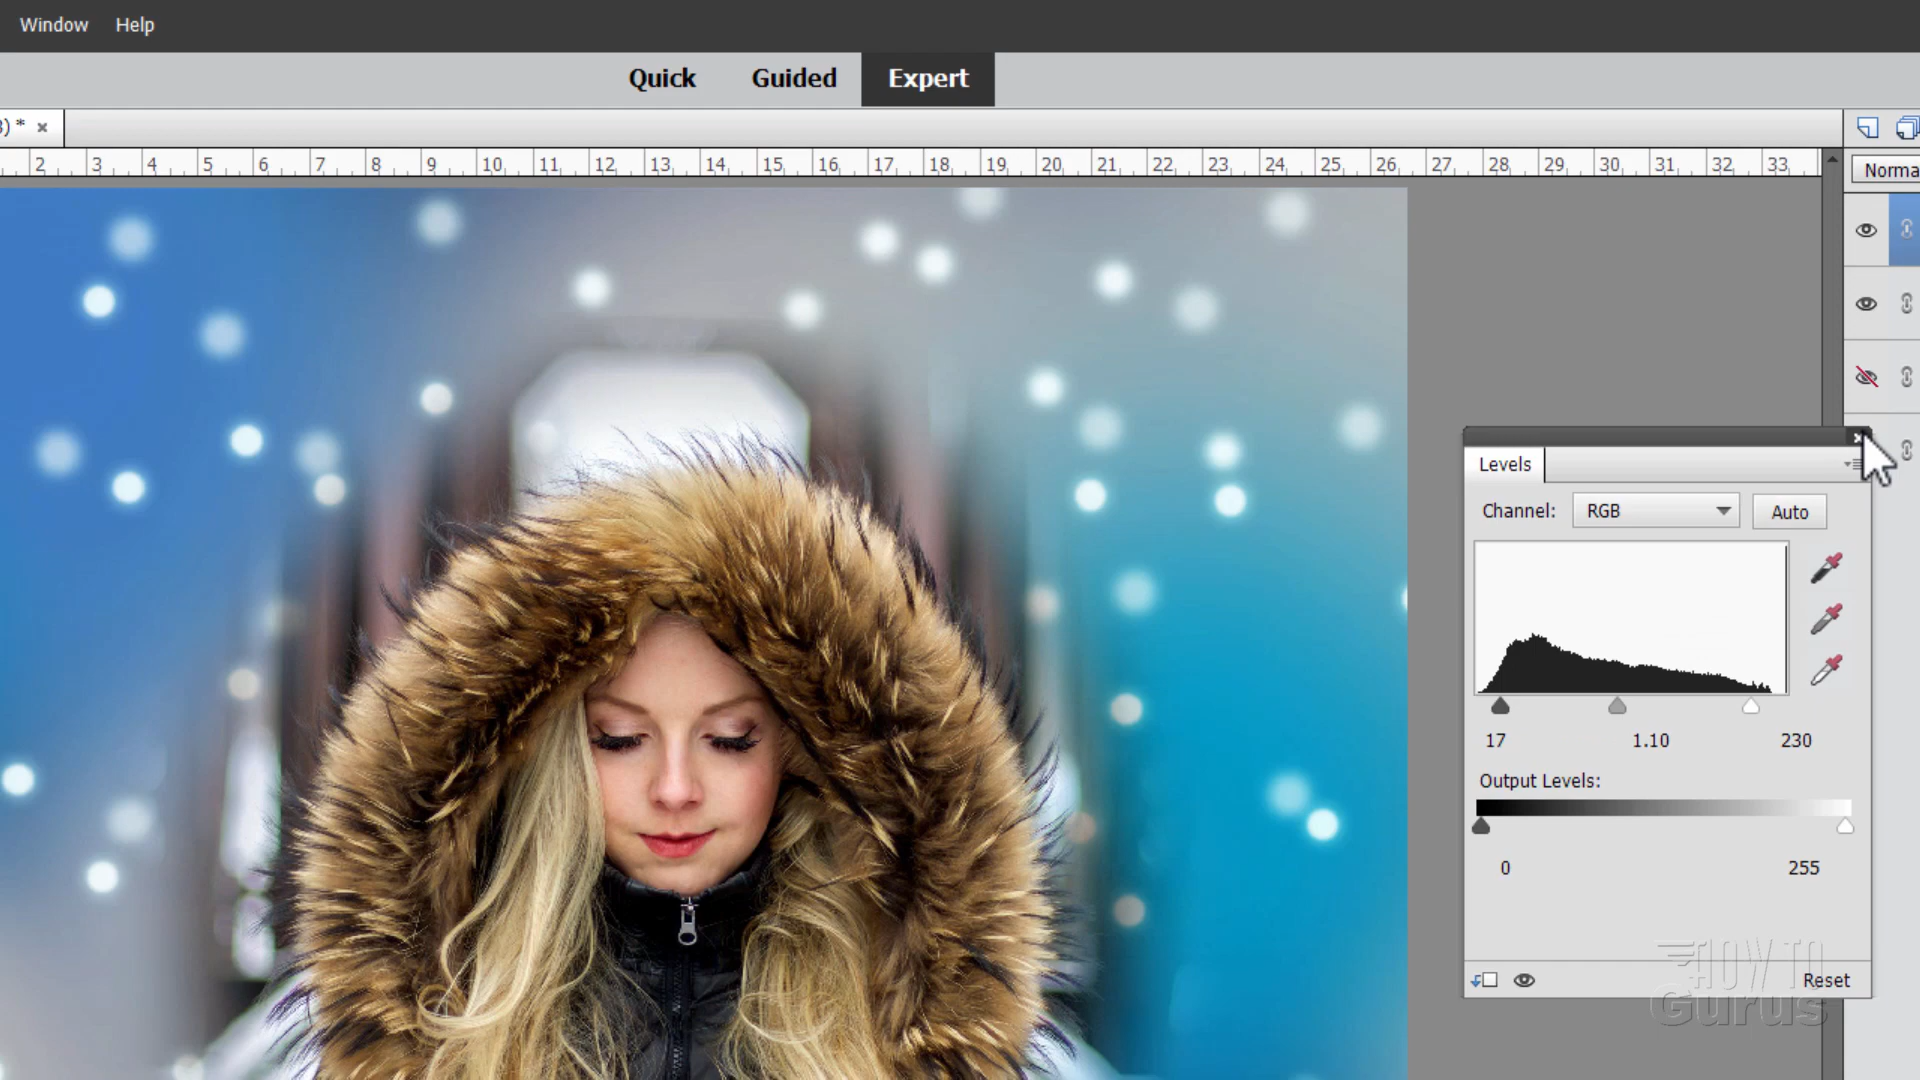 Window Help
Quick Guided Expert
3) * ×
2 3 4 5 6 7 8 9 10 11 12 13 14 15 16 17 18 19 20 21 22 23 24 25 26 27 28 29 30 31 32 33
Norma
Levels
Channel: RGB Auto
17 1.10 230
Output Levels:
0 255
Reset
HOW TO
Gurus